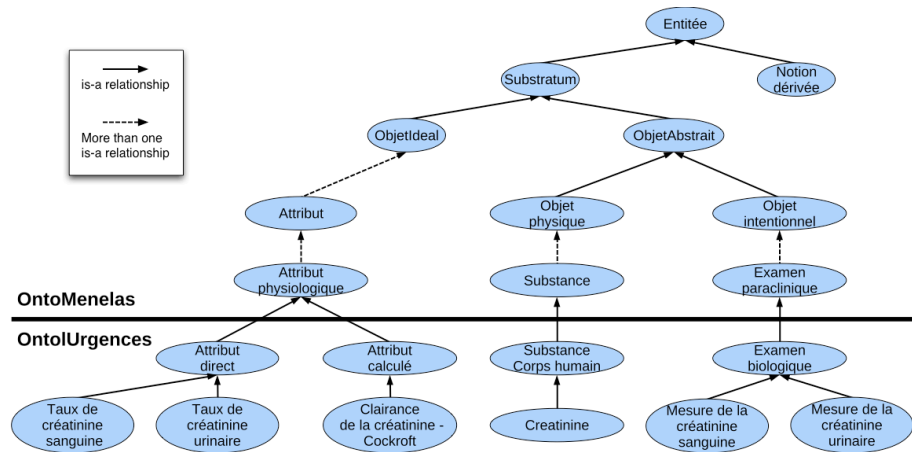 Entitée
is-a relationship
More than one
is-a relationship
Substratum
Notion
dérivée
ObjetIdeal
ObjetAbstrait
Attribut
Objet
physique
Objet
intentionnel
Attribut
physiologique
Substance
Examen
paraclinique
OntoMenelas
OntolUrgences
Attribut
direct
Attribut
calculé
Substance
Corps humain
Examen
biologique
Taux de
créatinine
sanguine
Taux de
créatinine
urinaire
Clairance
de la créatinine -
Cockroft
Creatinine
Mesure de la
créatinine
sanguine
Mesure de la
créatinine
urinaire